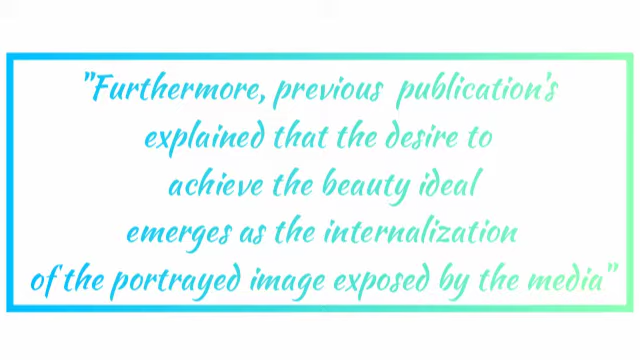 "Furthermore, previous publication's
explained that the desire to
achieve the beauty ideal
emerges as the internalization
of the portrayed image exposed by the media"